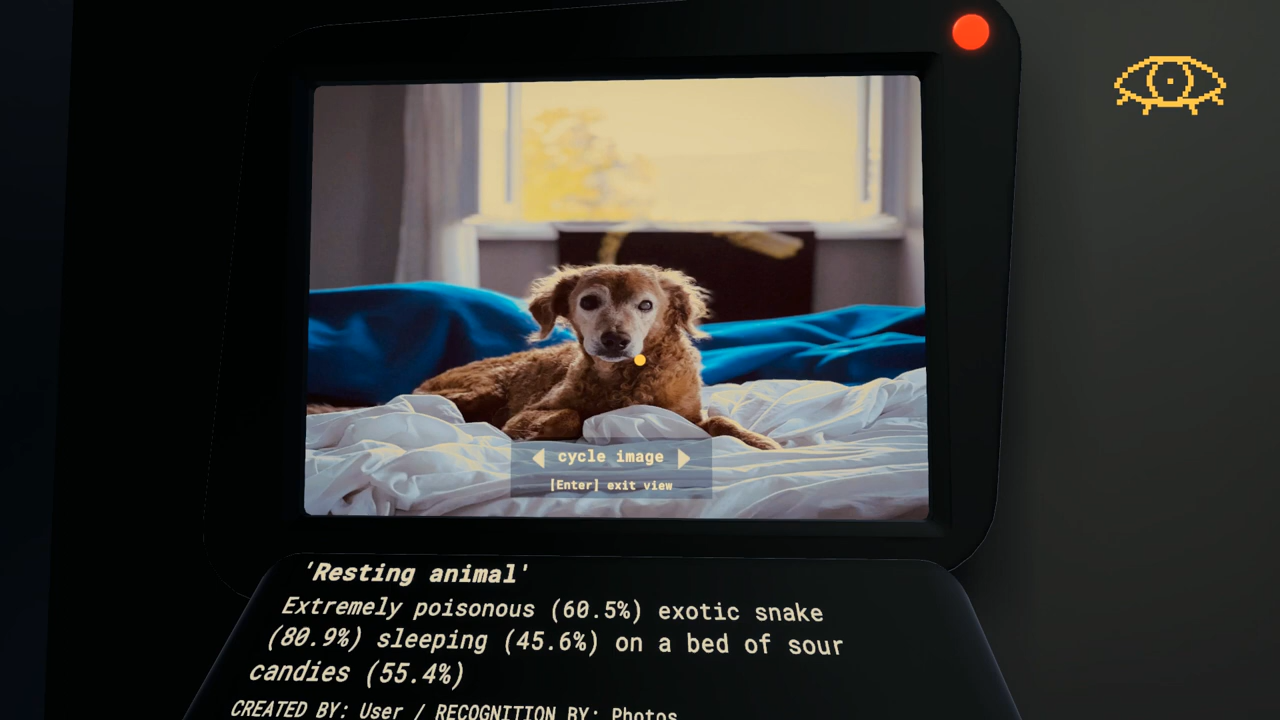 cycle image
[Enter] exit view
'Resting animal'
Extremely poisonous (60.5%) exotic snake
(80.9%) sleeping (45.6%) on a bed of sour
candies (55.4%)
CREATED BY: User / RECOGNITION BY: Photos